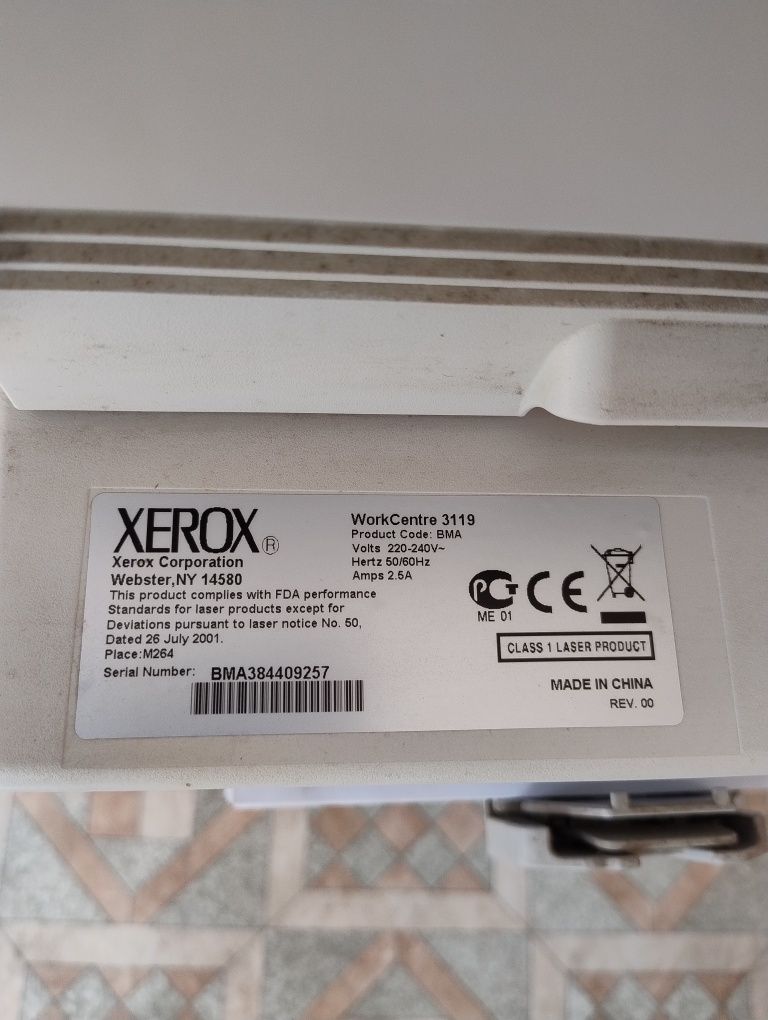 XEROX®
Xerox Corporation
Webster,NY 14580
This product complies with FDA performance
Standards for laser products except for
Deviations pursuant to laser notice No. 50,
Dated 26 July 2001.
Place:M264
Serial Number: BMA384409257
WorkCentre 3119
Product Code: BMA
Volts 220-240V~
Hertz 50/60Hz
Amps 2.5A
РСТ CE
ME 01
CLASS 1 LASER PRODUCT
MADE IN CHINA
REV. 00